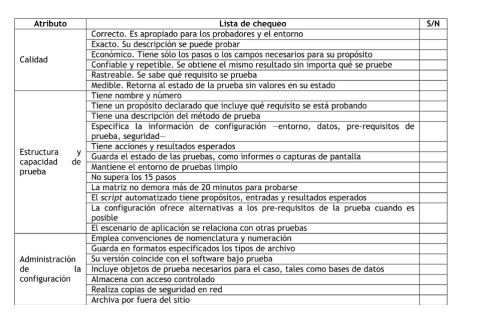 Atributo Lista de chequeo S/N
Calidad
Correcto. Es apropiado para los probadores y el entorno
Exacto. Su descripción se puede probar
Económico. Tiene sólo los pasos o los campos necesarios para su propósito
Confiable y repetible. Se obtiene el mismo resultado sin importa qué se pruebe
Rastreable. Se sabe qué requisito se prueba
Medible. Retorna al estado de la prueba sin valores en su estado
Estructura y
capacidad de
prueba
Tiene nombre y número
Tiene un propósito declarado que incluye qué requisito se está probando
Tiene una descripción del método de prueba
Especifica la información de configuración —entorno, datos, pre-requisitos de
prueba, seguridad—
Tiene acciones y resultados esperados
Guarda el estado de las pruebas, como informes o capturas de pantalla
Mantiene el entorno de pruebas limpio
No supera los 15 pasos
La matriz no demora más de 20 minutos para probarse
El script automatizado tiene propósitos, entradas y resultados esperados
La configuración ofrece alternativas a los pre-requisitos de la prueba cuando es
posible
El escenario de aplicación se relaciona con otras pruebas
Administración
de la
configuración
Emplea convenciones de nomenclatura y numeración
Guarda en formatos especificados los tipos de archivo
Su versión coincide con el software bajo prueba
Incluye objetos de prueba necesarios para el caso, tales como bases de datos
Almacena con acceso controlado
Realiza copias de seguridad en red
Archiva por fuera del sitio